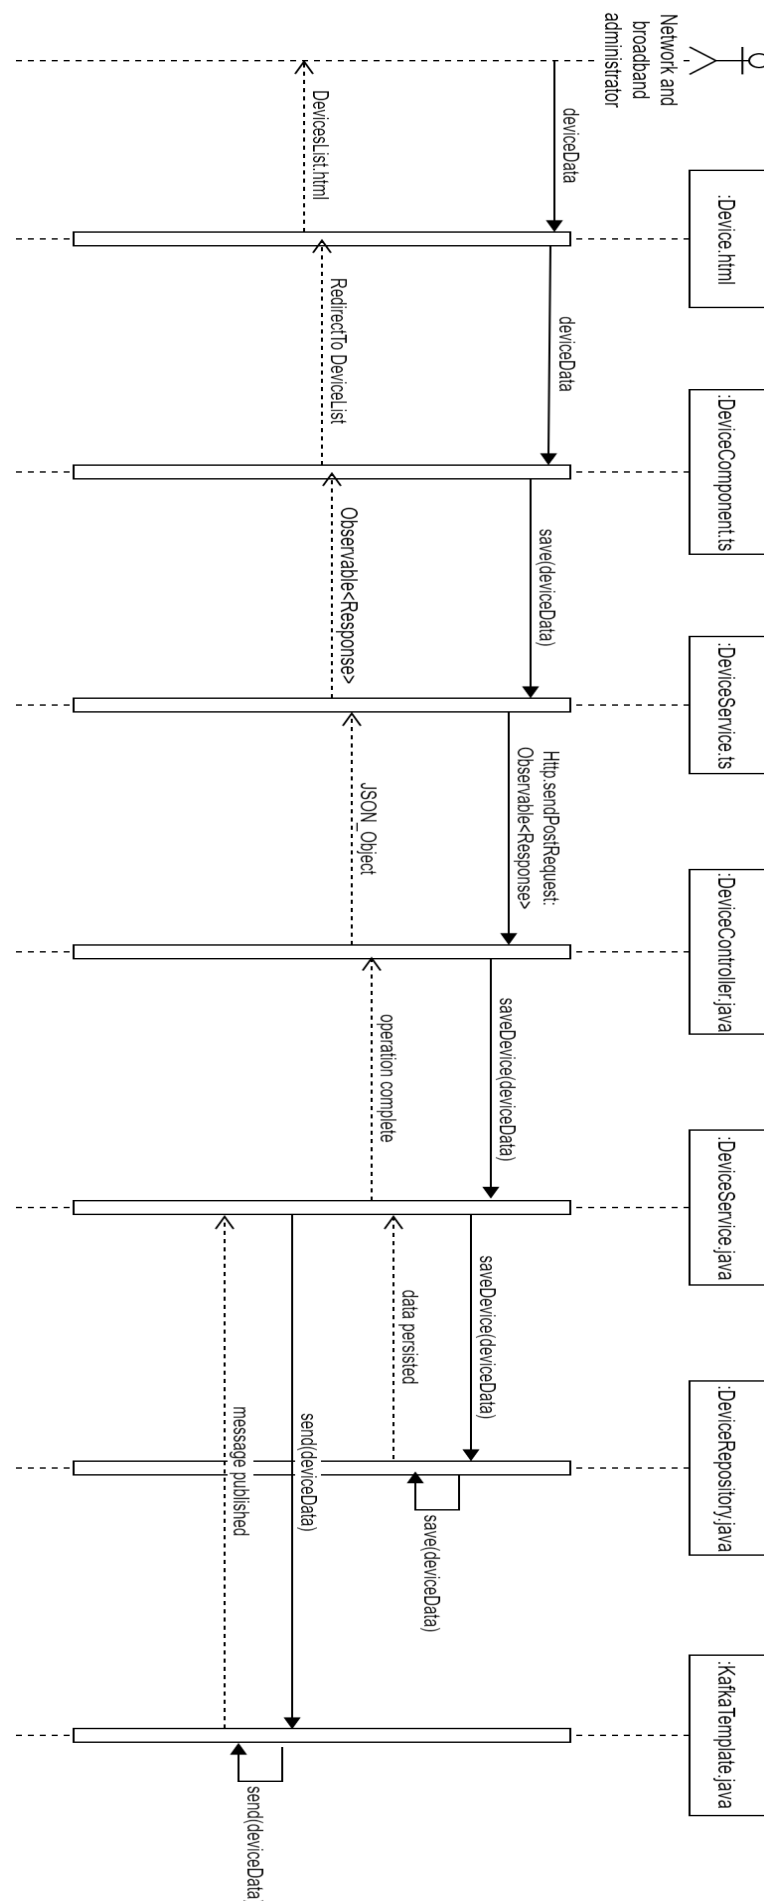 Network and
broadband
administrator
:Device.html
:DeviceComponent.ts
:DeviceService.ts
:DeviceController.java
:DeviceService.java
:DeviceRepository.java
:KafkaTemplate.java
deviceData
deviceData
save(deviceData)
Http.sendPostRequest:
Observable<Response>
saveDevice(deviceData)
saveDevice(deviceData)
save(deviceData)
data persisted
operation complete
JSON_Object
Observable<Response>
RedirectTo DeviceList
DevicesList.html
send(deviceData)
send(deviceData)
message published